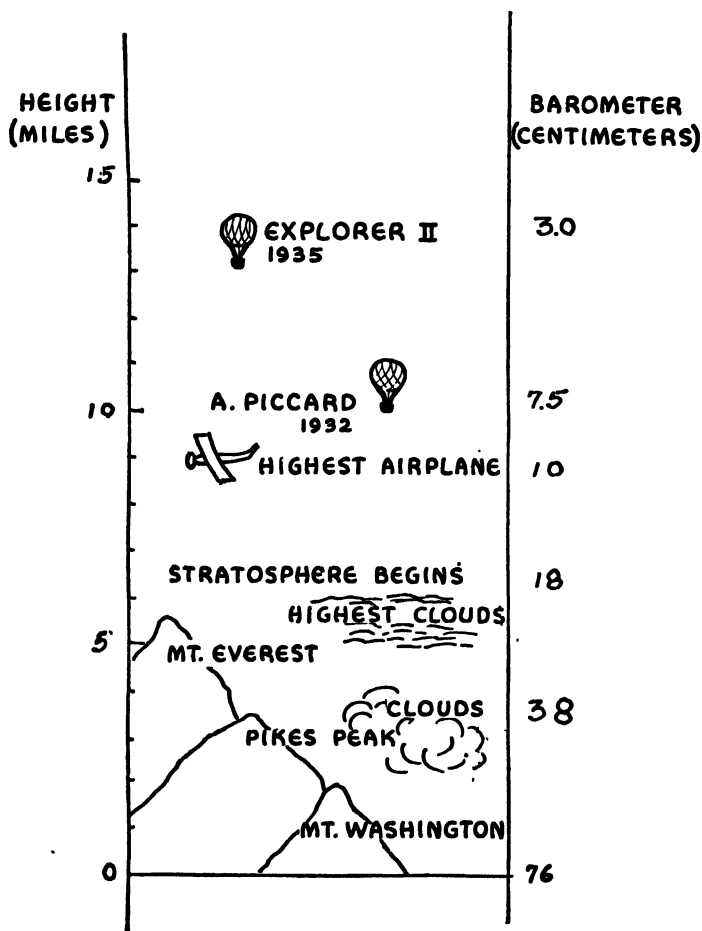 HEIGHT
(MILES)
BAROMETER
(CENTIMETERS)
15
EXPLORER II
1935
3.0
10
A. PICCARD
1932
7.5
HIGHEST AIRPLANE
10
STRATOSPHERE BEGINS
18
HIGHEST CLOUDS
5
MT. EVEREST
CLOUDS
38
PIKES PEAK
MT. WASHINGTON
0
76